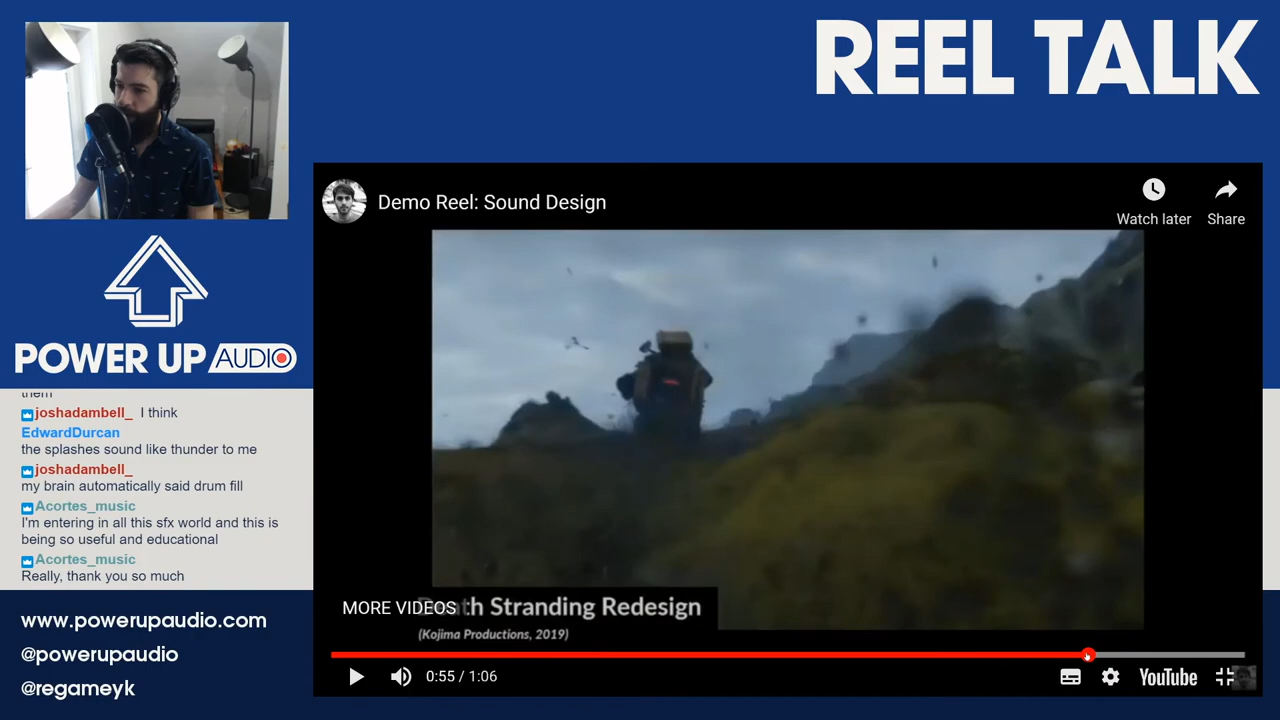 REEL TALK
POWER UP AUDIO
them
joshadambell_ I think
EdwardDurcan
the splashes sound like thunder to me
joshadambell_
my brain automatically said drum fill
Acortes_music
I'm entering in all this sfx world and this is
being so useful and educational
Acortes_music
Really, thank you so much
www.powerupaudio.com
@powerupaudio
@regameyk
Demo Reel: Sound Design
Watch later
Share
MORE VIDEOS
Death Stranding Redesign
(Kojima Productions, 2019)
0:55 / 1:06
YouTube